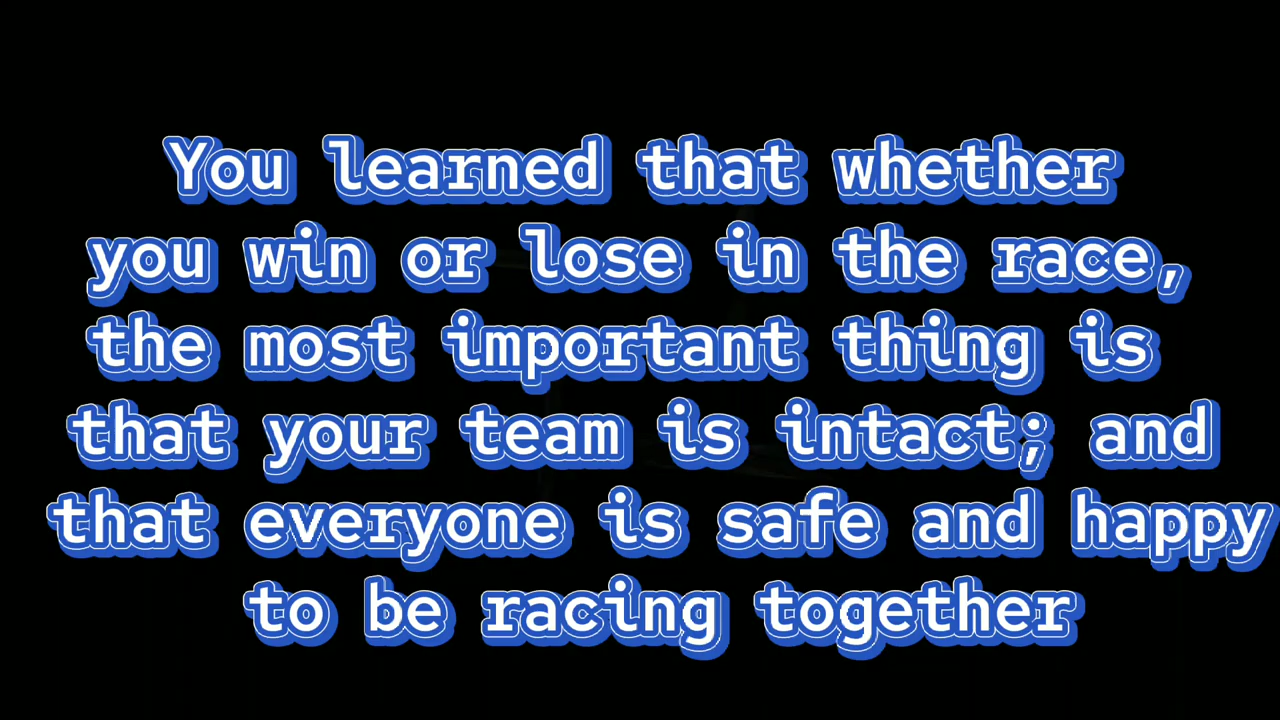 You learned that whether
you win or lose in the race,
the most important thing is
that your team is intact; and
that everyone is safe and happy
to be racing together